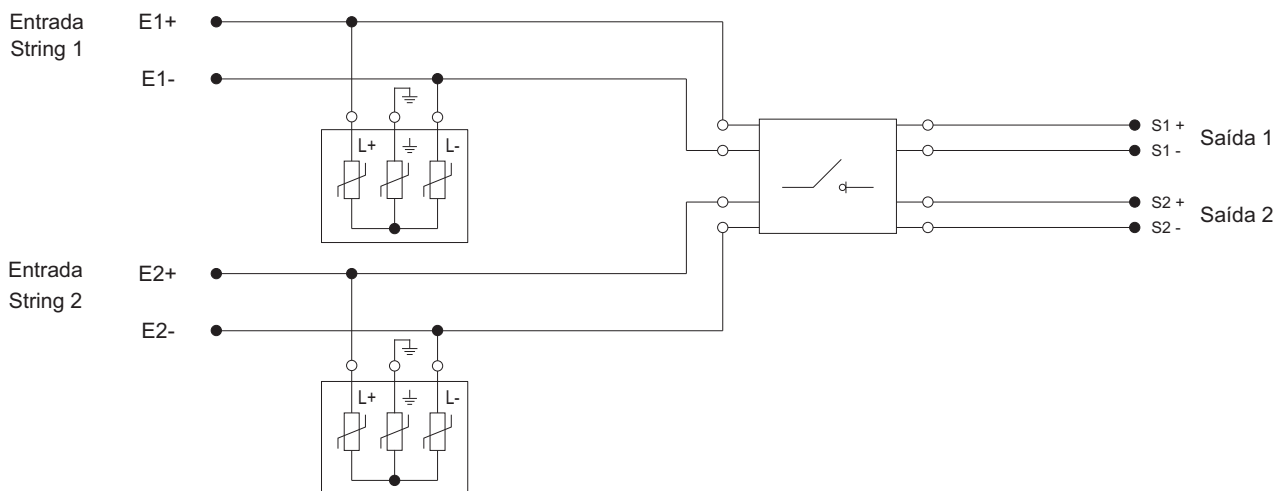 Entrada
String 1
E1+
E1-
L+
L-
S1 +
S1 -
Saída 1
S2 +
S2 -
Saída 2
Entrada
String 2
E2+
E2-
L+
L-